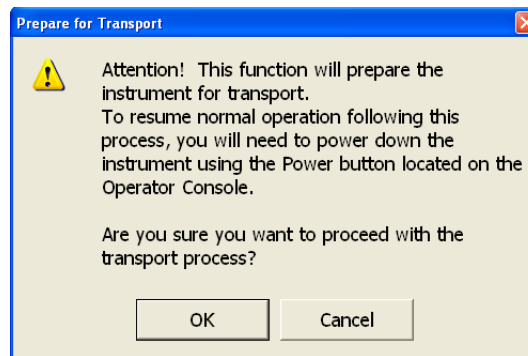 Prepare for Transport
Attention!  This function will prepare the
instrument for transport.
To resume normal operation following this
process, you will need to power down the
instrument using the Power button located on the
Operator Console.
Are you sure you want to proceed with the
transport process?
OK
Cancel